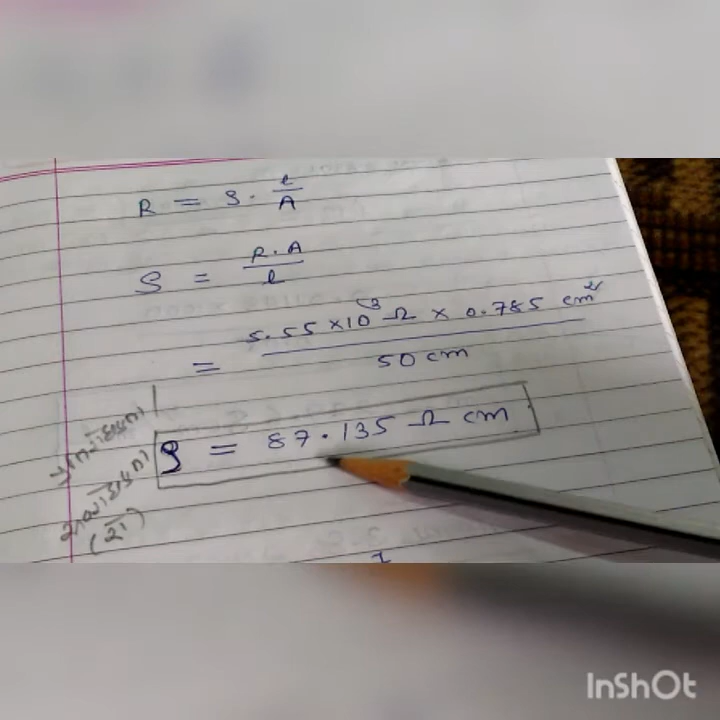 R = ρ · l/A
ρ = R · A / l
= 5.55 × 10³ Ω × 0.785 cm² / 50 cm
ρ = 87.135 Ω cm
InShOt